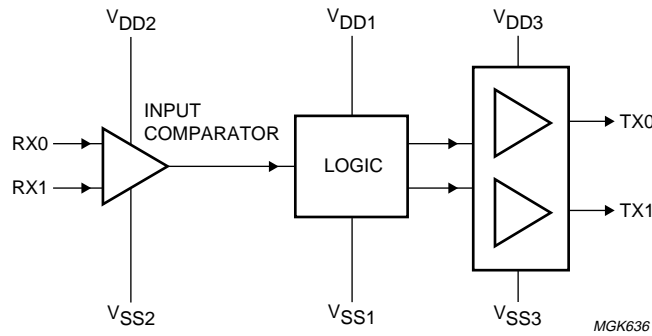 VDD2
VDD1
VDD3
INPUT
COMPARATOR
RX0
RX1
LOGIC
TX0
TX1
VSS2
VSS1
VSS3
MGK636